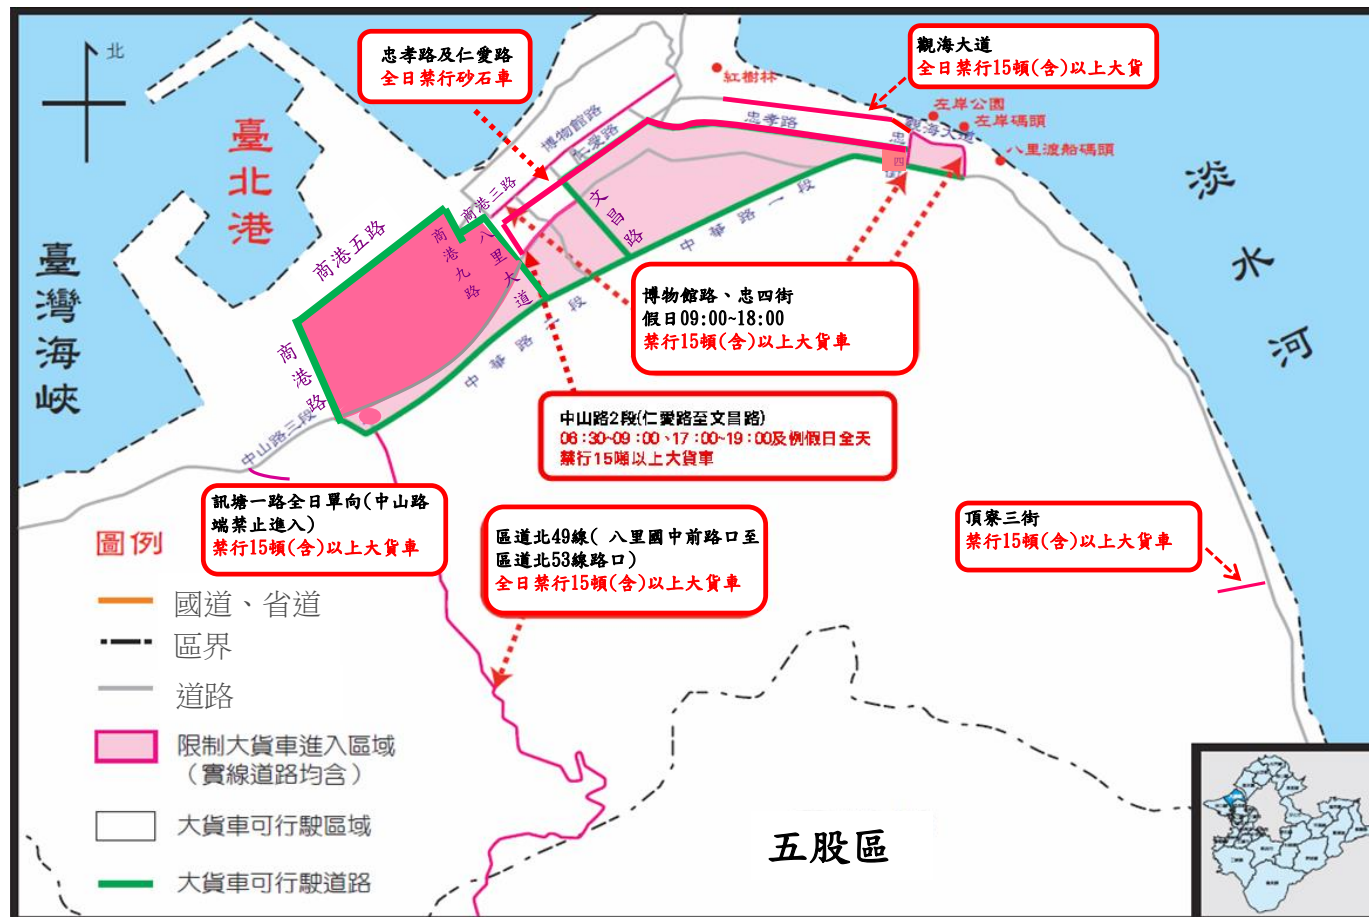 北
忠孝路及仁愛路
全日禁行砂石車
觀海大道
全日禁行15頓(含)以上大貨
紅樹林
左岸公園
左岸碼頭
觀海大道
八里渡船碼頭
博物館路
仁愛路
忠孝路
忠
四
街
臺北港
淡水河
臺灣海峽
商港三路
商港五路
商港九路
八里大道
文昌路
中華路一段
中華路二段
商港路
中山路三段
博物館路、忠四街
假日09:00~18:00
禁行15頓(含)以上大貨車
中山路2段(仁愛路至文昌路)
06:30~09:00、17:00~19:00及例假日全天
禁行15噸以上大貨車
訊塘一路全日單向(中山路
端禁止進入)
禁行15頓(含)以上大貨車
區道北49線( 八里國中前路口至
區道北53線路口)
全日禁行15頓(含)以上大貨車
頂寮三街
禁行15頓(含)以上大貨車
圖例
國道、省道
區界
道路
限制大貨車進入區域
(實線道路均含)
大貨車可行駛區域
大貨車可行駛道路
五股區